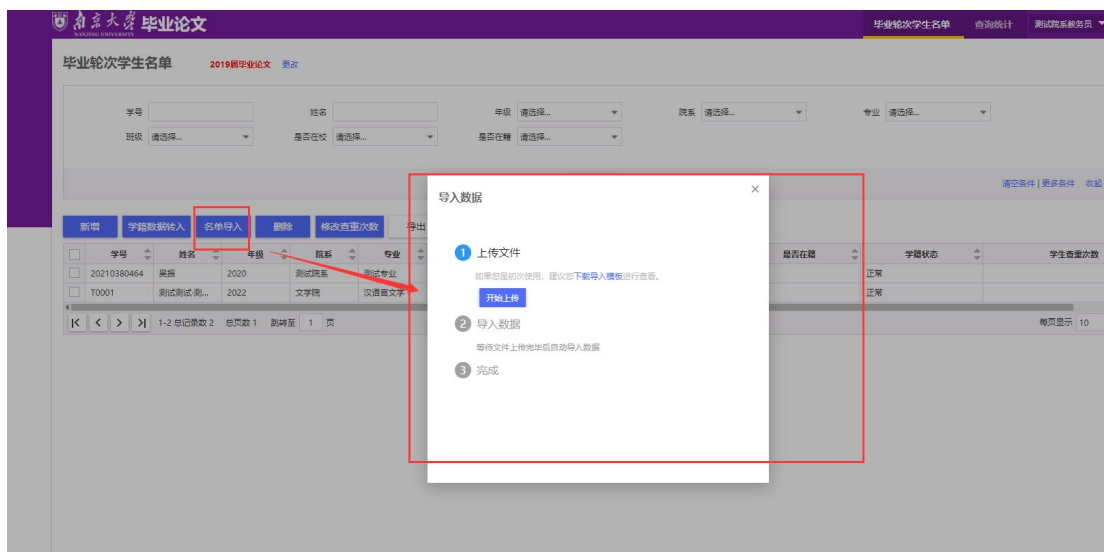 南京大学 毕业论文 毕业轮次学生名单 查询统计 测试院系教务员
NANJING UNIVERSITY
毕业轮次学生名单 2019届毕业论文 更改
学号 姓名 年级 请选择... 院系 请选择... 专业 请选择...
班级 请选择... 是否在校 请选择... 是否在籍 请选择...
清空条件 | 更多条件 收起
导入数据 ×
新增 学籍数据转入 名单导入 删除 修改查重次数 导出
学号 姓名 年级 院系 专业 是否在籍 学籍状态 学生查重次数
20210380464 吴振 2020 测试院系 测试专业 正常
T0001 测试测试·测... 2022 文学院 汉语言文学 正常
1-2 总记录数 2 总页数 1 跳转至 1 页 每页显示 10
1 上传文件
如果您是初次使用，建议您下载导入模板进行查看。
开始上传
2 导入数据
等待文件上传完毕后自动导入数据
3 完成